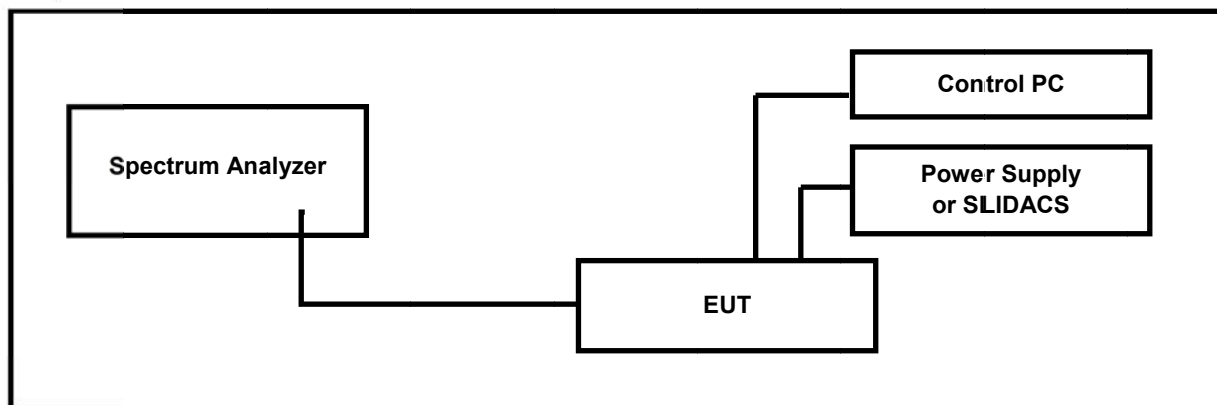 Control PC
Spectrum Analyzer
Power Supply
or SLIDACS
EUT